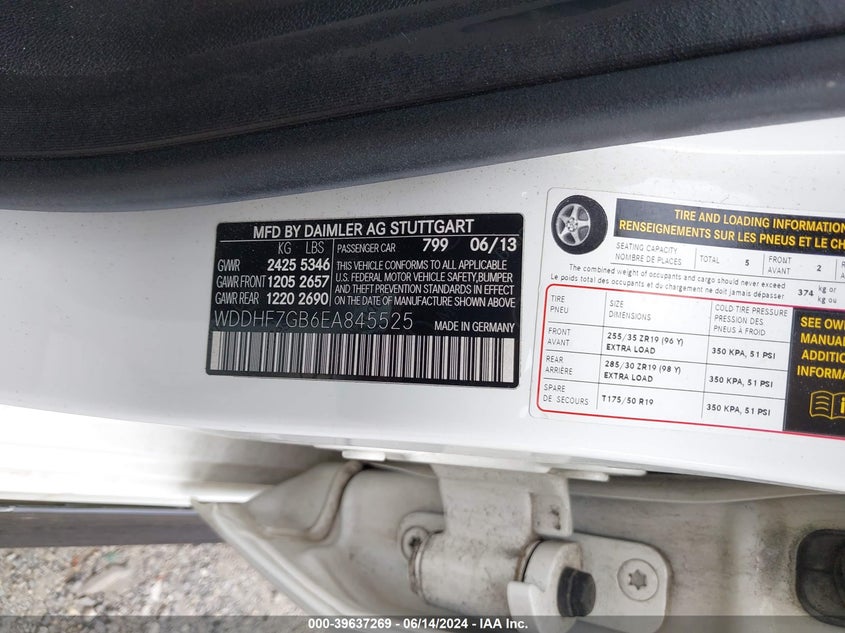 MFD BY DAIMLER AG STUTTGART
KG LBS PASSENGER CAR 799 06/13
GVWR 2425 5346
GAWR FRONT 1205 2657
GAWR REAR 1220 2690
THIS VEHICLE CONFORMS TO ALL APPLICABLE
U.S. FEDERAL MOTOR VEHICLE SAFETY,BUMPER
AND THEFT PREVENTION STANDARDS IN EFFECT
ON THE DATE OF MANUFACTURE SHOWN ABOVE.
WDDHF7GB6EA845525 MADE IN GERMANY
TIRE AND LOADING INFORMATION
RENSEIGNEMENTS SUR LES PNEUS ET LE
SEATING CAPACITY
NOMBRE DE PLACES
TOTAL 5
FRONT
AVANT
2
The combined weight of occupants and cargo should never exceed
Le poids total des occupants et du chargement ne doit jamais dépasser
374 kg or
kg ou
TIRE
PNEU
SIZE
DIMENSIONS
COLD TIRE PRESSURE
PRESSION DES
PNEUS À FROID
FRONT
AVANT
255/35 ZR19 (96 Y)
EXTRA LOAD
350 KPA, 51 PSI
REAR
ARRIÈRE
285/30 ZR19 (98 Y)
EXTRA LOAD
350 KPA, 51 PSI
SPARE
DE SECOURS
T175/50 R19
350 KPA, 51 PSI
SEE OWN
MANUA
ADDITIO
INFORMA
000-39637269 - 06/14/2024 - IAA Inc.